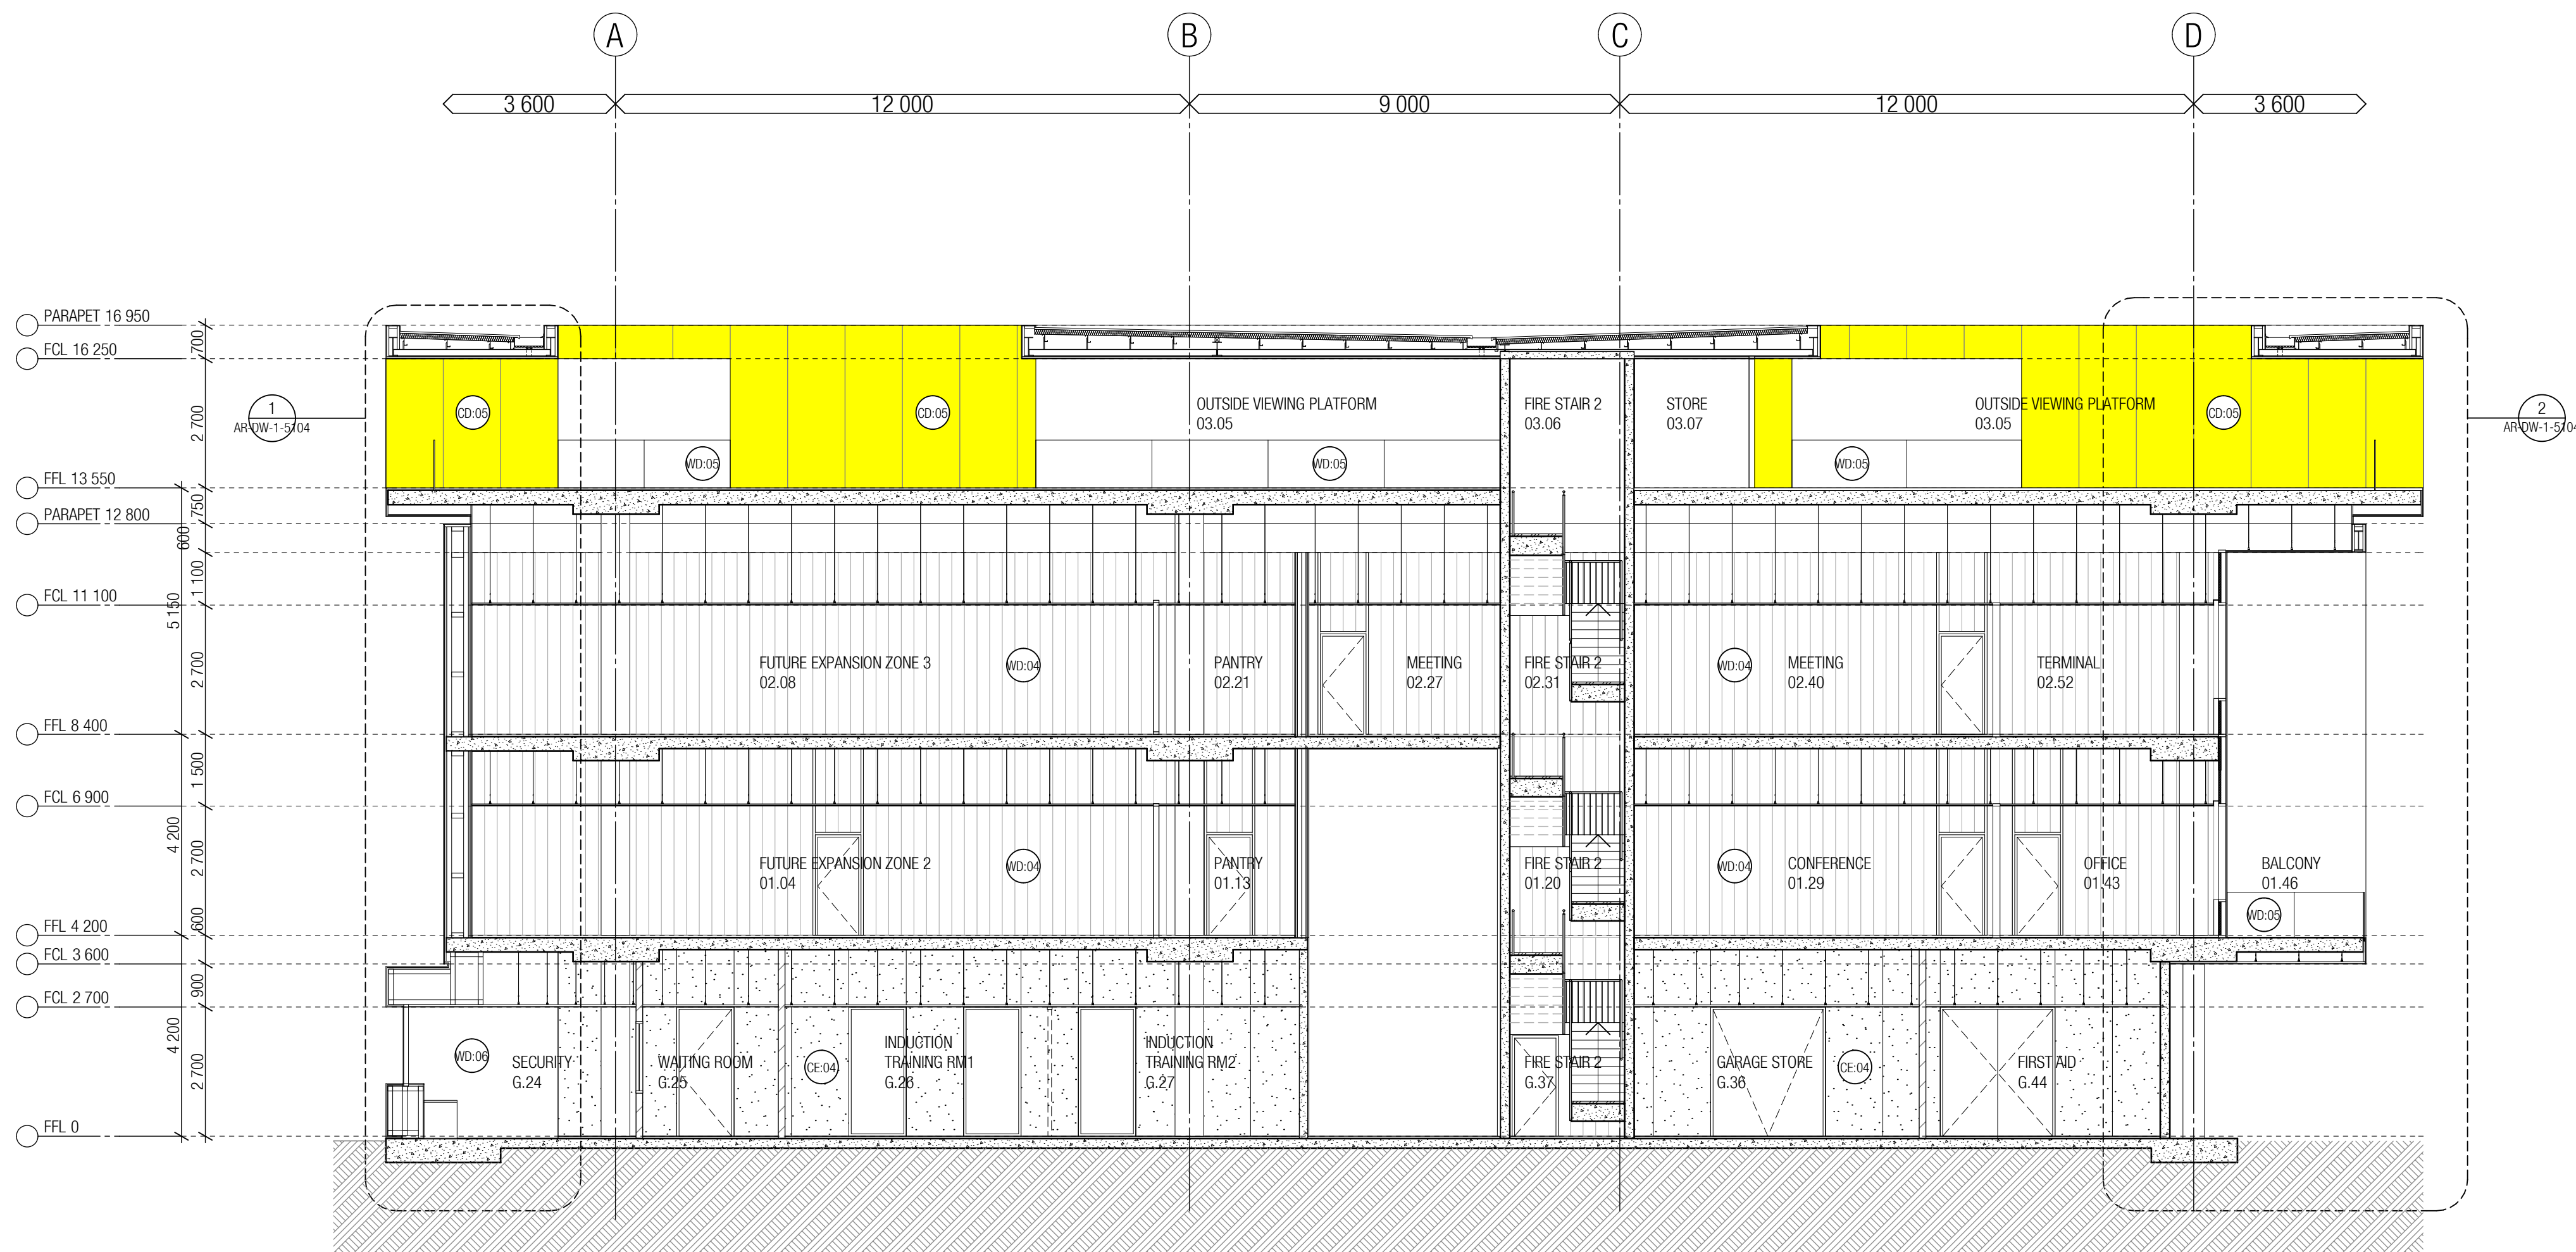 A
B
C
D
3 600
12 000
9 000
12 000
3 600
PARAPET 16 950
FCL 16 250
FFL 13 550
PARAPET 12 800
FCL 11 100
FFL 8 400
FCL 6 900
FFL 4 200
FCL 3 600
FCL 2 700
FFL 0
700
2 700
750
600
1 100
2 700
1 500
2 700
600
900
2 700
5 150
4 200
4 200
1
AR-DW-1-5104
2
AR-DW-1-5104
CD:05
CD:05
OUTSIDE VIEWING PLATFORM
03.05
FIRE STAIR 2
03.06
STORE
03.07
OUTSIDE VIEWING PLATFORM
03.05
CD:05
WD:05
WD:05
WD:05
FUTURE EXPANSION ZONE 3
02.08
WD:04
PANTRY
02.21
MEETING
02.27
FIRE STAIR 2
02.31
WD:04
MEETING
02.40
TERMINAL
02.52
FUTURE EXPANSION ZONE 2
01.04
WD:04
PANTRY
01.13
FIRE STAIR 2
01.20
WD:04
CONFERENCE
01.29
OFFICE
01.43
BALCONY
01.46
WD:05
WD:06
SECURITY
G.24
WAITING ROOM
G.25
CE:04
INDUCTION
TRAINING RM1
G.26
INDUCTION
TRAINING RM2
G.27
FIRE STAIR 2
G.37
GARAGE STORE
G.36
CE:04
FIRST AID
G.44